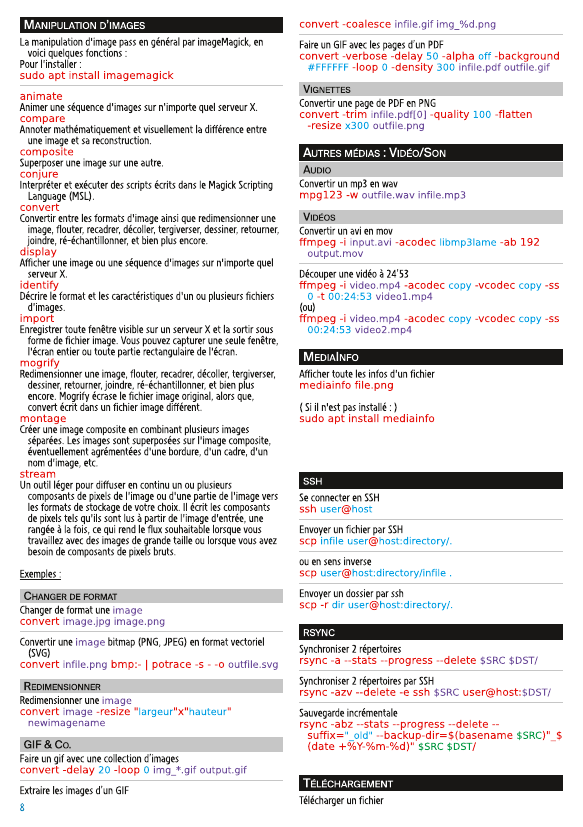 Manipulation d'images
La manipulation d'image pass en général par imageMagick, en
voici quelques fonctions :
Pour l'installer :
sudo apt install imagemagick
animate
Animer une séquence d'images sur n'importe quel serveur X.
compare
Annoter mathématiquement et visuellement la différence entre
une image et sa reconstruction.
composite
Superposer une image sur une autre.
conjure
Interpréter et exécuter des scripts écrits dans le Magick Scripting
Language (MSL).
convert
Convertir entre les formats d'image ainsi que redimensionner une
image, flouter, recadrer, décoller, tergiverser, dessiner, retourner,
joindre, ré-échantillonner, et bien plus encore.
display
Afficher une image ou une séquence d'images sur n'importe quel
serveur X.
identify
Décrire le format et les caractéristiques d'un ou plusieurs fichiers
d'images.
import
Enregistrer toute fenêtre visible sur un serveur X et la sortir sous
forme de fichier image. Vous pouvez capturer une seule fenêtre,
l'écran entier ou toute partie rectangulaire de l'écran.
mogrify
Redimensionner une image, flouter, recadrer, décoller, tergiverser,
dessiner, retourner, joindre, ré-échantillonner, et bien plus
encore. Mogrify écrase le fichier image original, alors que,
convert écrit dans un fichier image différent.
montage
Créer une image composite en combinant plusieurs images
séparées. Les images sont superposées sur l'image composite,
éventuellement agrémentées d'une bordure, d'un cadre, d'un
nom d'image, etc.
stream
Un outil léger pour diffuser en continu un ou plusieurs
composants de pixels de l'image ou d'une partie de l'image vers
les formats de stockage de votre choix. Il écrit les composants
de pixels tels qu'ils sont lus à partir de l'image d'entrée, une
rangée à la fois, ce qui rend le flux souhaitable lorsque vous
travaillez avec des images de grande taille ou lorsque vous avez
besoin de composants de pixels bruts.
Exemples :
Changer de format
Changer de format une image
convert image.jpg image.png
Convertir une image bitmap (PNG, JPEG) en format vectoriel
(SVG)
convert infile.png bmp:- | potrace -s - -o outfile.svg
Redimensionner
Redimensionner une image
convert image -resize "largeur"x"hauteur"
newimagename
GIF & Co.
Faire un gif avec une collection d'images
convert -delay 20 -loop 0 img_*.gif output.gif
Extraire les images d'un GIF
8
convert -coalesce infile.gif img_%d.png
Faire un GIF avec les pages d'un PDF
convert -verbose -delay 50 -alpha off -background
#FFFFFF -loop 0 -density 300 infile.pdf outfile.gif
Vignettes
Convertir une page de PDF en PNG
convert -trim infile.pdf[0] -quality 100 -flatten
-resize x300 outfile.png
Autres médias : Vidéo/Son
Audio
Convertir un mp3 en wav
mpg123 -w outfile.wav infile.mp3
Vidéos
Convertir un avi en mov
ffmpeg -i input.avi -acodec libmp3lame -ab 192
output.mov
Découper une vidéo à 24'53
ffmpeg -i video.mp4 -acodec copy -vcodec copy -ss
0 -t 00:24:53 video1.mp4
(ou)
ffmpeg -i video.mp4 -acodec copy -vcodec copy -ss
00:24:53 video2.mp4
MediaInfo
Afficher toute les infos d'un fichier
mediainfo file.png
( Si il n'est pas installé : )
sudo apt install mediainfo
ssh
Se connecter en SSH
ssh user@host
Envoyer un fichier par SSH
scp infile user@host:directory/.
ou en sens inverse
scp user@host:directory/infile .
Envoyer un dossier par ssh
scp -r dir user@host:directory/.
rsync
Synchroniser 2 répertoires
rsync -a --stats --progress --delete $SRC $DST/
Synchroniser 2 répertoires par SSH
rsync -azv --delete -e ssh $SRC user@host:$DST/
Sauvegarde incrémentale
rsync -abz --stats --progress --delete --
suffix="_old" --backup-dir=$(basename $SRC)"_$
(date +%Y-%m-%d)" $SRC $DST/
Téléchargement
Télécharger un fichier